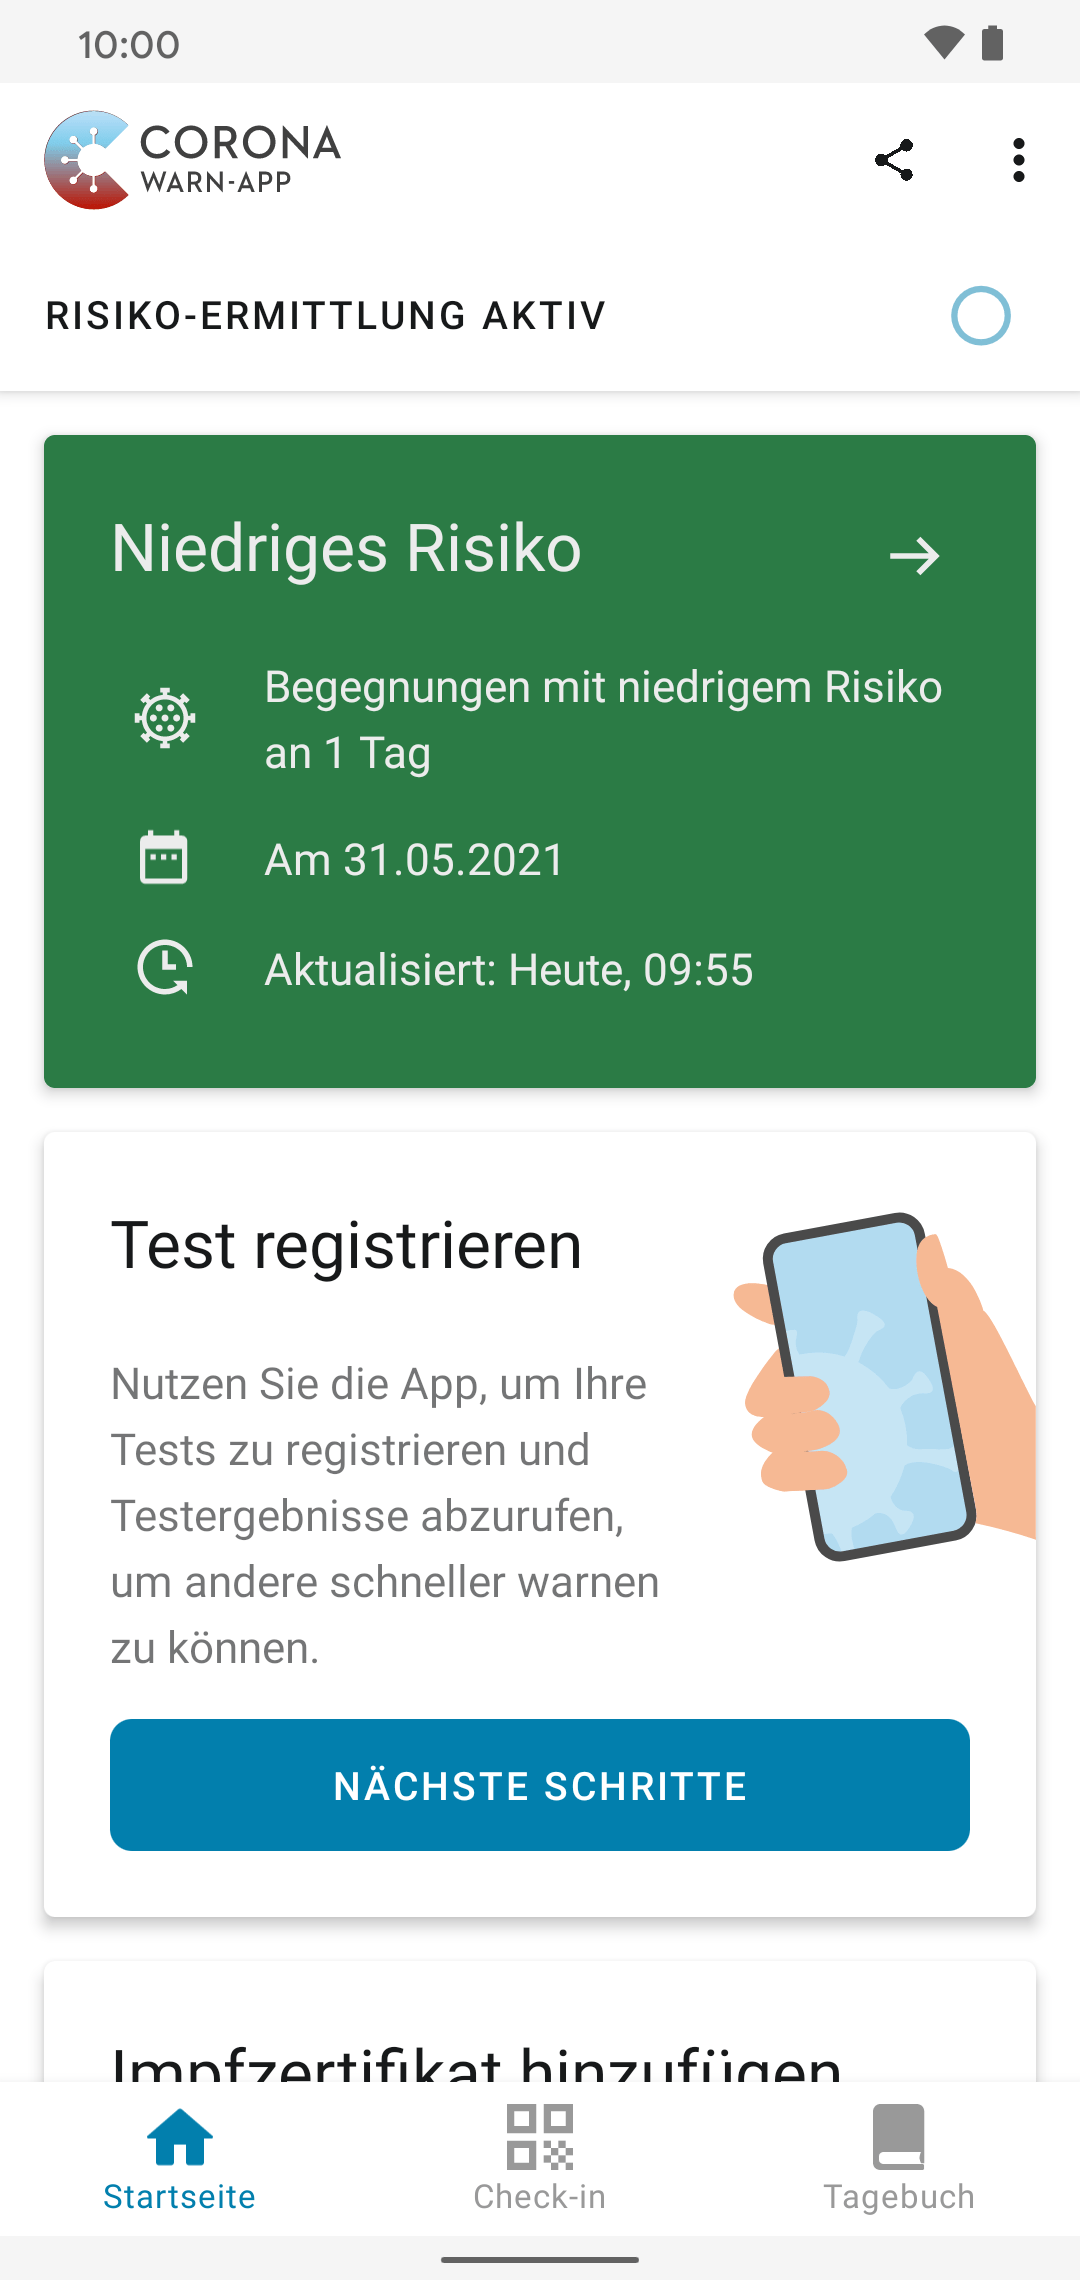 10:00
CORONA
WARN-APP
RISIKO-ERMITTLUNG AKTIV
Niedriges Risiko
Begegnungen mit niedrigem Risiko
an 1 Tag
Am 31.05.2021
Aktualisiert: Heute, 09:55
Test registrieren
Nutzen Sie die App, um Ihre
Tests zu registrieren und
Testergebnisse abzurufen,
um andere schneller warnen
zu können.
NÄCHSTE SCHRITTE
Impfzertifikat hinzufügen
Startseite
Check-in
Tagebuch